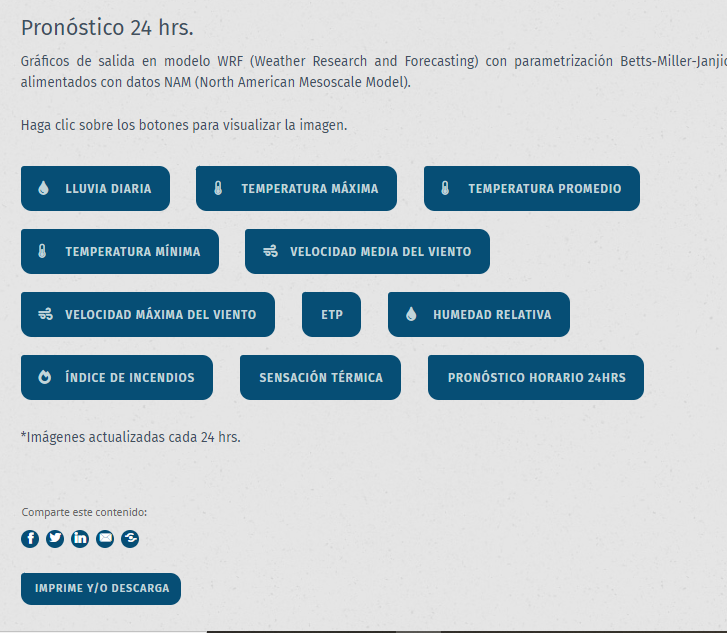 Pronóstico 24 hrs.
Gráficos de salida en modelo WRF (Weather Research and Forecasting) con parametrización Betts-Miller-Janjic
alimentados con datos NAM (North American Mesoscale Model).
Haga clic sobre los botones para visualizar la imagen.
LLUVIA DIARIA TEMPERATURA MÁXIMA TEMPERATURA PROMEDIO
TEMPERATURA MÍNIMA VELOCIDAD MEDIA DEL VIENTO
VELOCIDAD MÁXIMA DEL VIENTO ETP HUMEDAD RELATIVA
ÍNDICE DE INCENDIOS SENSACIÓN TÉRMICA PRONÓSTICO HORARIO 24HRS
*Imágenes actualizadas cada 24 hrs.
Comparte este contenido:
IMPRIME Y/O DESCARGA